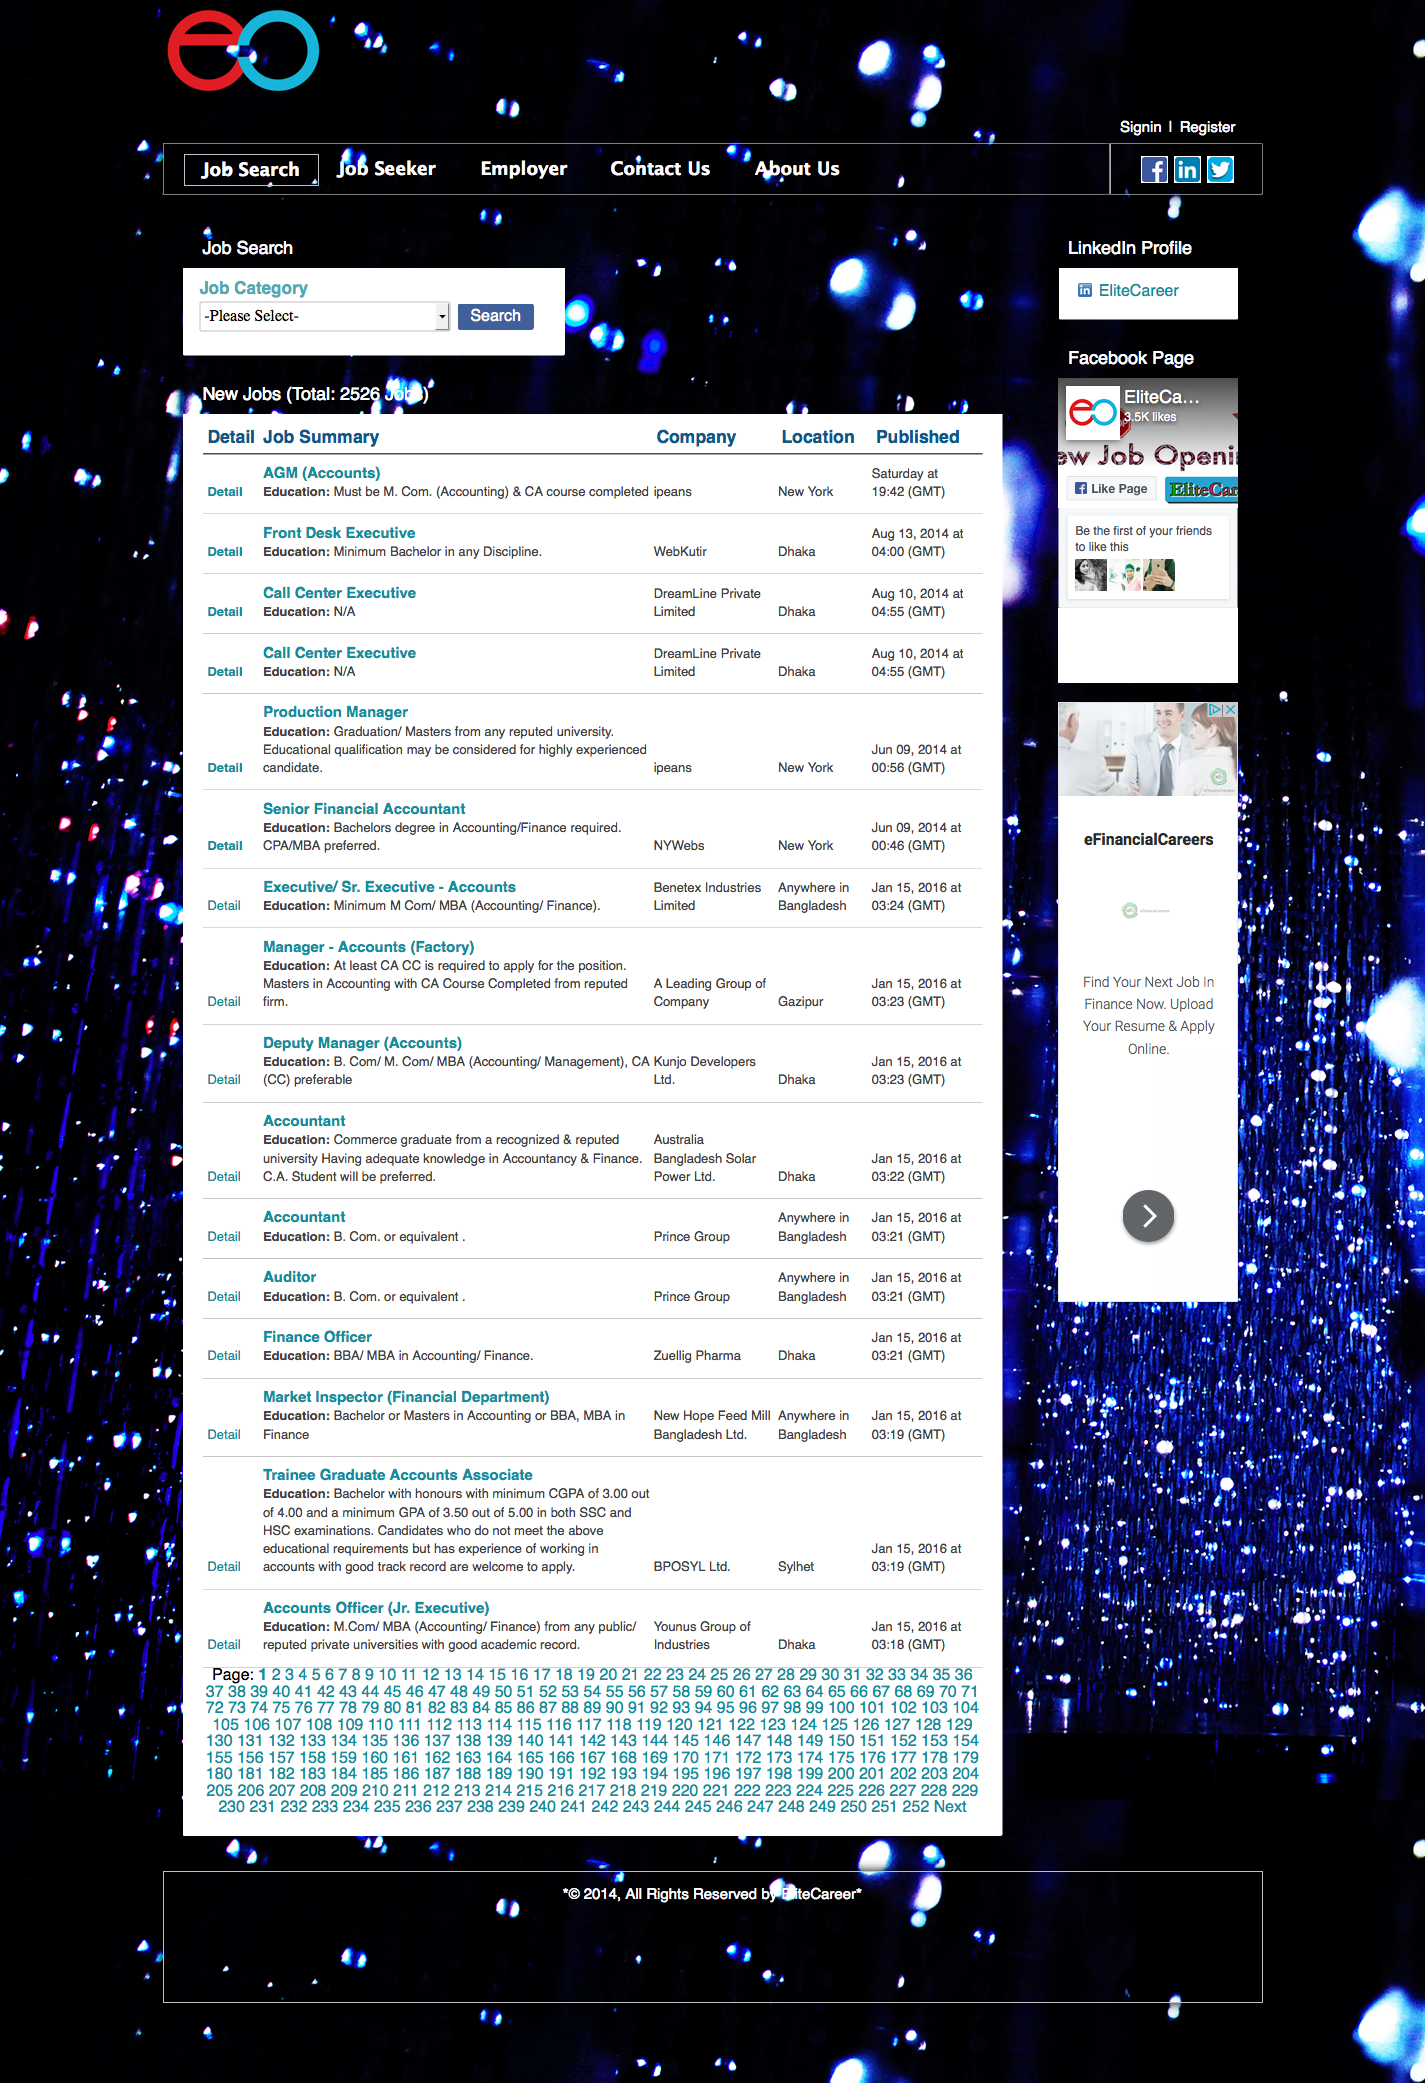 eo
Signin | Register
Job Search Job Seeker Employer Contact Us About Us
Job Search
Job Category
-Please Select- Search
New Jobs (Total: 2526 Jobs)
Detail Job Summary Company Location Published
AGM (Accounts) Saturday at
Detail Education: Must be M. Com. (Accounting) & CA course completed ipeans New York 19:42 (GMT)
Front Desk Executive Aug 13, 2014 at
Detail Education: Minimum Bachelor in any Discipline. WebKutir Dhaka 04:00 (GMT)
Call Center Executive DreamLine Private Aug 10, 2014 at
Detail Education: N/A Limited Dhaka 04:55 (GMT)
Call Center Executive DreamLine Private Aug 10, 2014 at
Detail Education: N/A Limited Dhaka 04:55 (GMT)
Production Manager
Education: Graduation/ Masters from any reputed university.
Educational qualification may be considered for highly experienced Jun 09, 2014 at
Detail candidate. ipeans New York 00:56 (GMT)
Senior Financial Accountant
Education: Bachelors degree in Accounting/Finance required. Jun 09, 2014 at
Detail CPA/MBA preferred. NYWebs New York 00:46 (GMT)
Executive/ Sr. Executive - Accounts Benetex Industries Anywhere in Jan 15, 2016 at
Detail Education: Minimum M Com/ MBA (Accounting/ Finance). Limited Bangladesh 03:24 (GMT)
Manager - Accounts (Factory)
Education: At least CA CC is required to apply for the position.
Masters in Accounting with CA Course Completed from reputed A Leading Group of Jan 15, 2016 at
Detail firm. Company Gazipur 03:23 (GMT)
Deputy Manager (Accounts)
Education: B. Com/ M. Com/ MBA (Accounting/ Management), CA Kunjo Developers Jan 15, 2016 at
Detail (CC) preferable Ltd. Dhaka 03:23 (GMT)
Accountant
Education: Commerce graduate from a recognized & reputed Australia
university Having adequate knowledge in Accountancy & Finance. Bangladesh Solar Jan 15, 2016 at
Detail C.A. Student will be preferred. Power Ltd. Dhaka 03:22 (GMT)
Accountant Anywhere in Jan 15, 2016 at
Detail Education: B. Com. or equivalent . Prince Group Bangladesh 03:21 (GMT)
Auditor Anywhere in Jan 15, 2016 at
Detail Education: B. Com. or equivalent . Prince Group Bangladesh 03:21 (GMT)
Finance Officer Jan 15, 2016 at
Detail Education: BBA/ MBA in Accounting/ Finance. Zuellig Pharma Dhaka 03:21 (GMT)
Market Inspector (Financial Department)
Education: Bachelor or Masters in Accounting or BBA, MBA in New Hope Feed Mill Anywhere in Jan 15, 2016 at
Detail Finance Bangladesh Ltd. Bangladesh 03:19 (GMT)
Trainee Graduate Accounts Associate
Education: Bachelor with honours with minimum CGPA of 3.00 out
of 4.00 and a minimum GPA of 3.50 out of 5.00 in both SSC and
HSC examinations. Candidates who do not meet the above
educational requirements but has experience of working in Jan 15, 2016 at
Detail accounts with good track record are welcome to apply. BPOSYL Ltd. Sylhet 03:19 (GMT)
Accounts Officer (Jr. Executive)
Education: M.Com/ MBA (Accounting/ Finance) from any public/ Younus Group of Jan 15, 2016 at
Detail reputed private universities with good academic record. Industries Dhaka 03:18 (GMT)
Page: 1 2 3 4 5 6 7 8 9 10 11 12 13 14 15 16 17 18 19 20 21 22 23 24 25 26 27 28 29 30 31 32 33 34 35 36
37 38 39 40 41 42 43 44 45 46 47 48 49 50 51 52 53 54 55 56 57 58 59 60 61 62 63 64 65 66 67 68 69 70 71
72 73 74 75 76 77 78 79 80 81 82 83 84 85 86 87 88 89 90 91 92 93 94 95 96 97 98 99 100 101 102 103 104
105 106 107 108 109 110 111 112 113 114 115 116 117 118 119 120 121 122 123 124 125 126 127 128 129
130 131 132 133 134 135 136 137 138 139 140 141 142 143 144 145 146 147 148 149 150 151 152 153 154
155 156 157 158 159 160 161 162 163 164 165 166 167 168 169 170 171 172 173 174 175 176 177 178 179
180 181 182 183 184 185 186 187 188 189 190 191 192 193 194 195 196 197 198 199 200 201 202 203 204
205 206 207 208 209 210 211 212 213 214 215 216 217 218 219 220 221 222 223 224 225 226 227 228 229
230 231 232 233 234 235 236 237 238 239 240 241 242 243 244 245 246 247 248 249 250 251 252 Next
LinkedIn Profile
EliteCareer
Facebook Page
EliteCa...
3.5K likes
ew Job Openi
Like Page EliteCar
Be the first of your friends
to like this
eFinancialCareers
Find Your Next Job In
Finance Now. Upload
Your Resume & Apply
Online.
*© 2014, All Rights Reserved by EliteCareer*